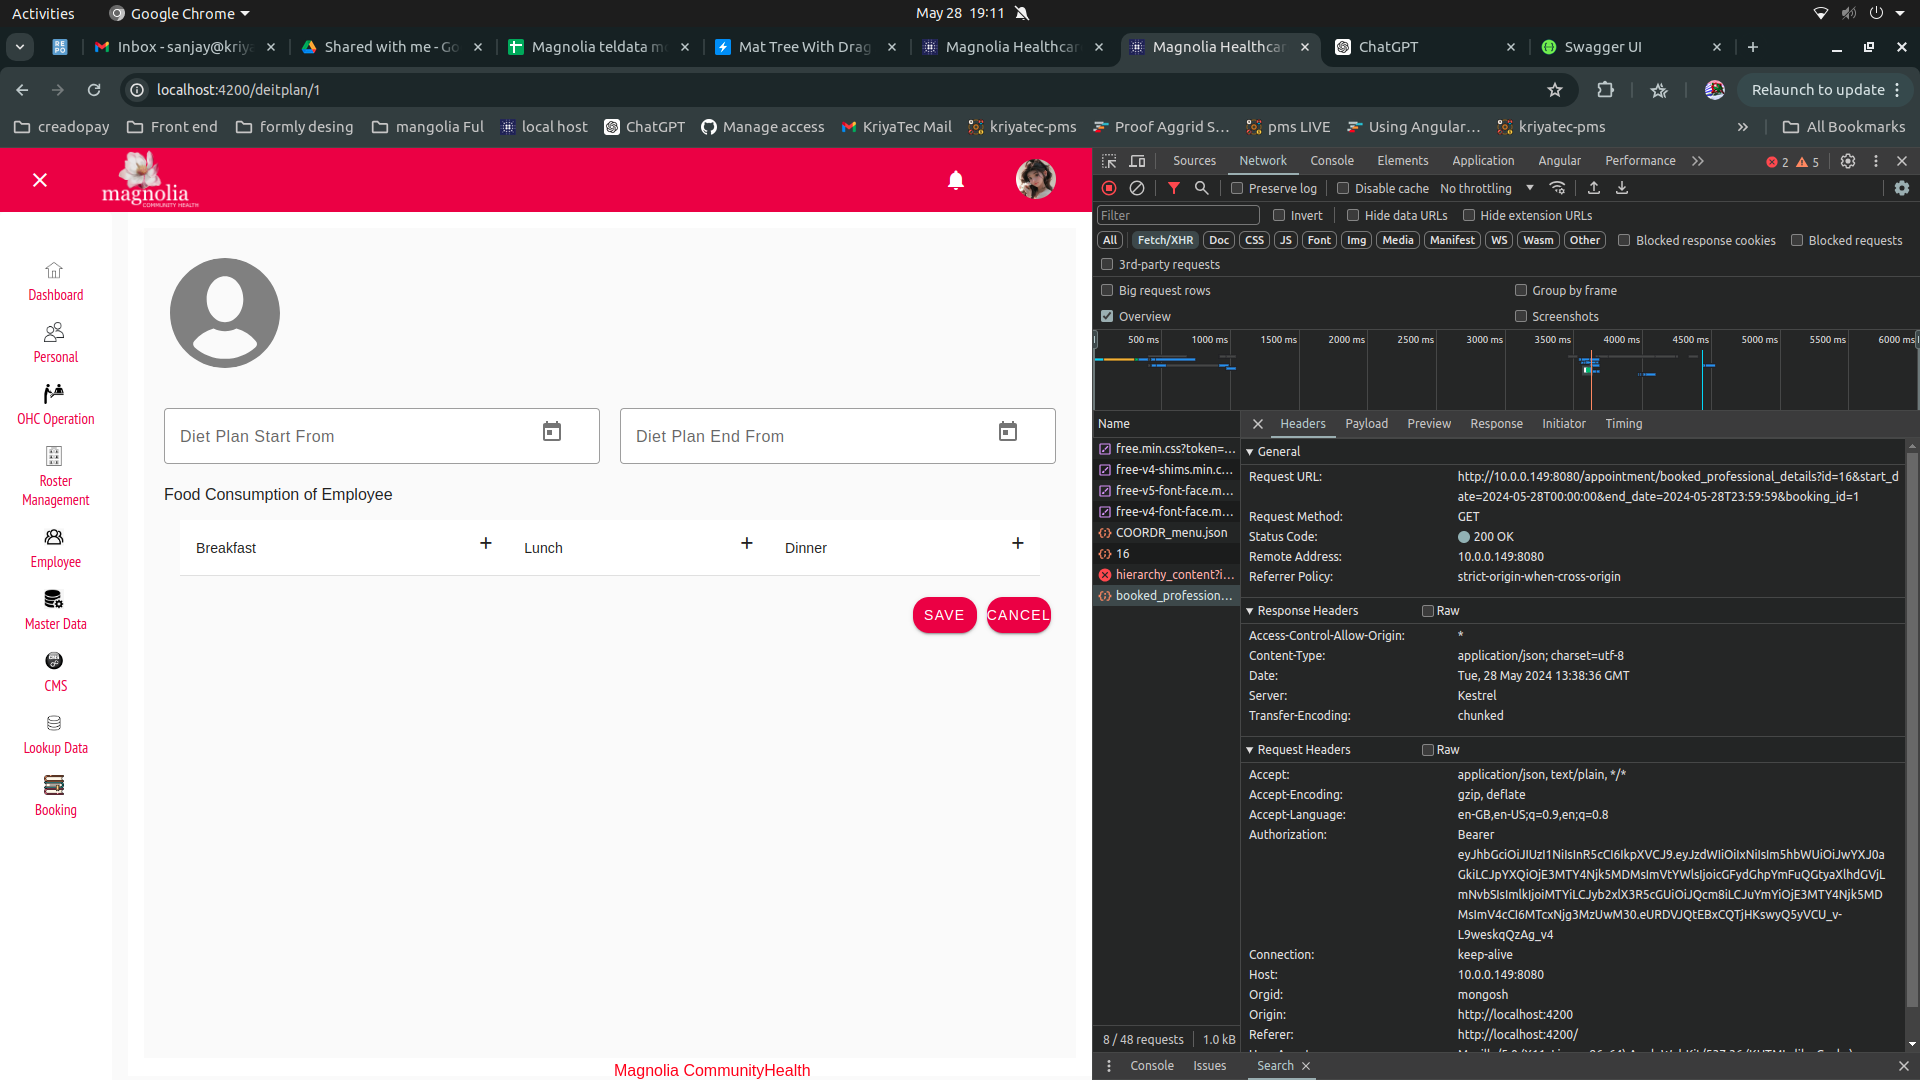 Activities
Google Chrome
May 28 19:11
Inbox - sanjay@kriya
Shared with me - Go
Magnolia teldata mo
Mat Tree With Drag
Magnolia Healthcar
Magnolia Healthcar
ChatGPT
Swagger UI
localhost:4200/deitplan/1
Relaunch to update
creadopay
Front end
formly desing
mangolia Ful
local host
ChatGPT
Manage access
KriyaTec Mail
kriyatec-pms
Proof Aggrid S...
pms LIVE
Using Angular...
kriyatec-pms
»
All Bookmarks
magnolia
COMMUNITY HEALTH
Dashboard
Personal
OHC Operation
Roster
Management
Employee
Master Data
CMS
Lookup Data
Booking
Diet Plan Start From
Diet Plan End From
Food Consumption of Employee
Breakfast +
Lunch +
Dinner +
SAVE
CANCEL
Magnolia CommunityHealth
Sources
Network
Console
Elements
Application
Angular
Performance
»
2
5
Preserve log
Disable cache
No throttling
Filter
Invert
Hide data URLs
Hide extension URLs
All
Fetch/XHR
Doc
CSS
JS
Font
Img
Media
Manifest
WS
Wasm
Other
Blocked response cookies
Blocked requests
3rd-party requests
Big request rows
Group by frame
Overview
Screenshots
500 ms
1000 ms
1500 ms
2000 ms
2500 ms
3000 ms
3500 ms
4000 ms
4500 ms
5000 ms
5500 ms
6000 ms
Name
free.min.css?token=...
free-v4-shims.min.c...
free-v5-font-face.m...
free-v4-font-face.m...
COORDR_menu.json
16
hierarchy_content?i...
booked_profession...
8 / 48 requests
1.0 kB
Headers
Payload
Preview
Response
Initiator
Timing
General
Request URL: http://10.0.0.149:8080/appointment/booked_professional_details?id=16&start_d
ate=2024-05-28T00:00:00&end_date=2024-05-28T23:59:59&booking_id=1
Request Method: GET
Status Code: 200 OK
Remote Address: 10.0.0.149:8080
Referrer Policy: strict-origin-when-cross-origin
Response Headers
Raw
Access-Control-Allow-Origin: *
Content-Type: application/json; charset=utf-8
Date: Tue, 28 May 2024 13:38:36 GMT
Server: Kestrel
Transfer-Encoding: chunked
Request Headers
Raw
Accept: application/json, text/plain, */*
Accept-Encoding: gzip, deflate
Accept-Language: en-GB,en-US;q=0.9,en;q=0.8
Authorization: Bearer
Connection: keep-alive
Host: 10.0.0.149:8080
Orgid: mongosh
Origin: http://localhost:4200
Referer: http://localhost:4200/
Console
Issues
Search